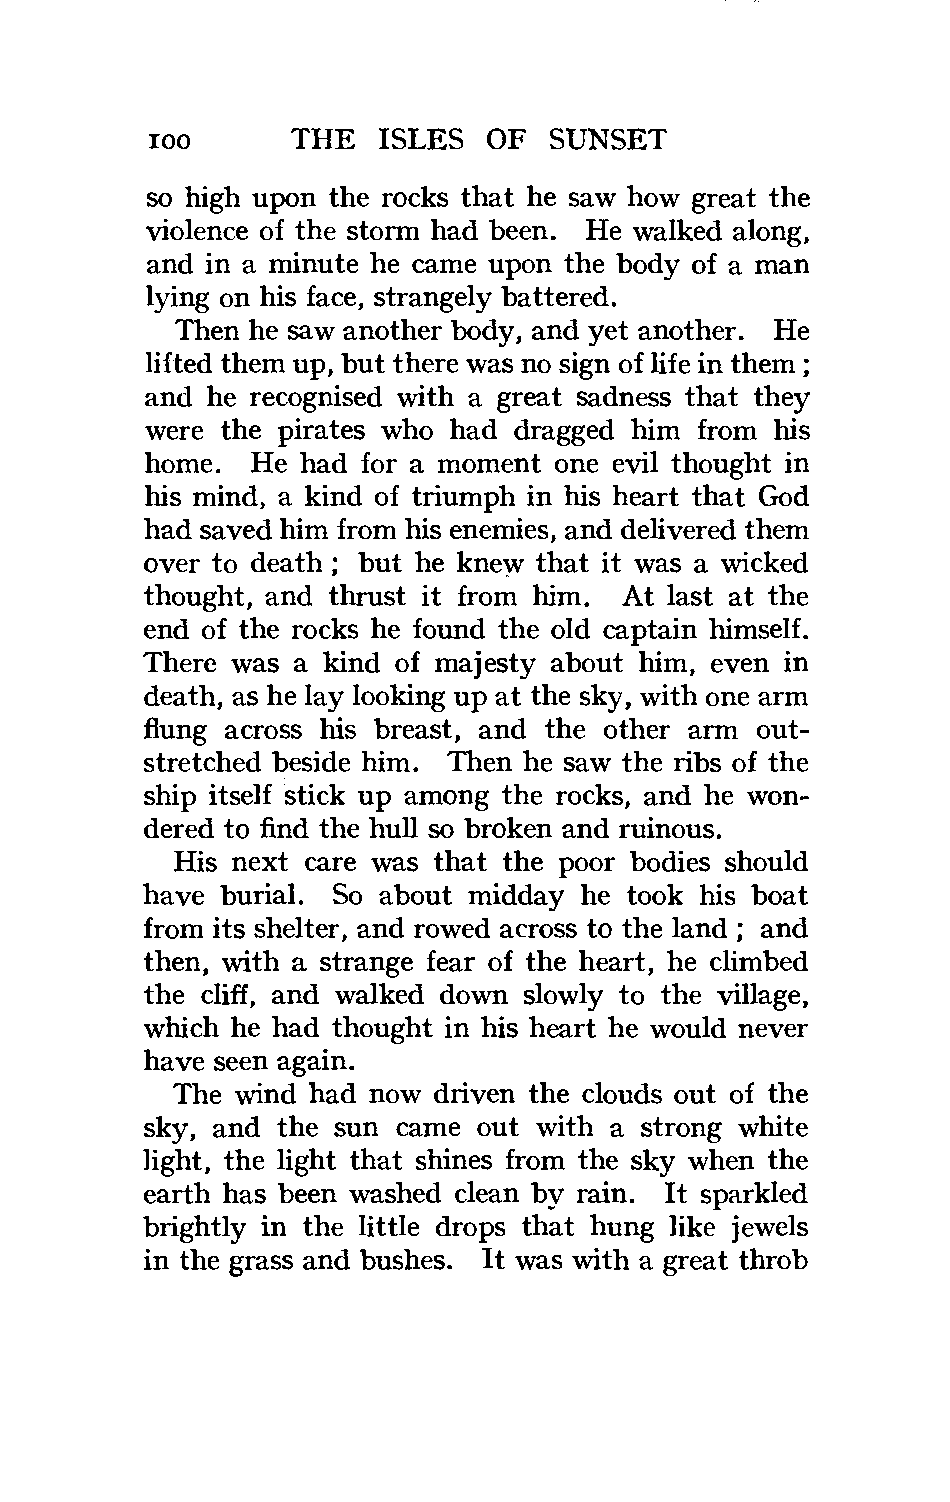 100 THE ISLES OF SUNSET
so high upon the rocks that he saw how great the
violence of the storm had been. He walked along,
and in a minute he came upon the body of a man
lying on his face, strangely battered.
Then he saw another body, and yet another. He
lifted them up, but there was no sign of life in them ;
and he recognised with a great sadness that they
were the pirates who had dragged him from his
home. He had for a moment one evil thought in
his mind, a kind of triumph in his heart that God
had saved him from his enemies, and delivered them
over to death ; but he knew that it was a wicked
thought, and thrust it from him. At last at the
end of the rocks he found the old captain himself.
There was a kind of majesty about him, even in
death, as he lay looking up at the sky, with one arm
flung across his breast, and the other arm out-
stretched beside him. Then he saw the ribs of the
ship itself stick up among the rocks, and he won-
dered to find the hull so broken and ruinous.
His next care was that the poor bodies should
have burial. So about midday he took his boat
from its shelter, and rowed across to the land ; and
then, with a strange fear of the heart, he climbed
the cliff, and walked down slowly to the village,
which he had thought in his heart he would never
have seen again.
The wind had now driven the clouds out of the
sky, and the sun came out with a strong white
light, the light that shines from the sky when the
earth has been washed clean by rain. It sparkled
brightly in the little drops that hung like jewels
in the grass and bushes. It was with a great throb